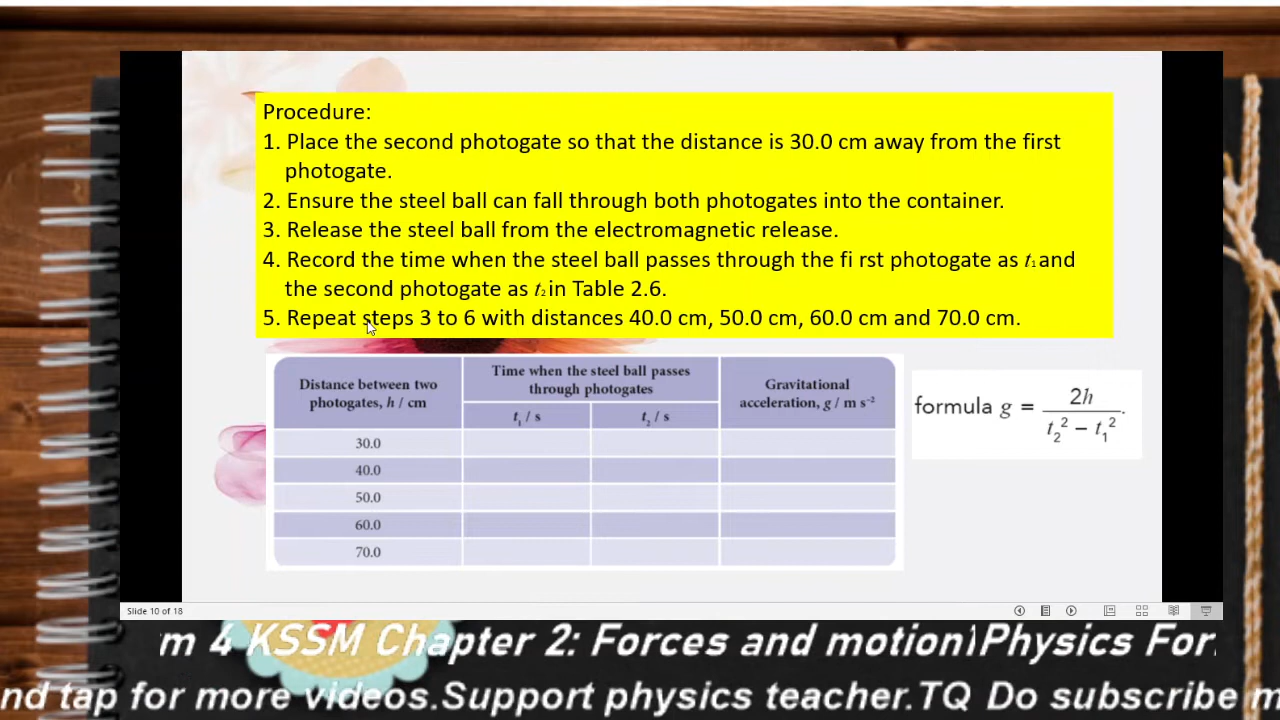 Procedure:
1. Place the second photogate so that the distance is 30.0 cm away from the first
photogate.
2. Ensure the steel ball can fall through both photogates into the container.
3. Release the steel ball from the electromagnetic release.
4. Record the time when the steel ball passes through the fi rst photogate as t₁ and
the second photogate as t₂ in Table 2.6.
5. Repeat steps 3 to 6 with distances 40.0 cm, 50.0 cm, 60.0 cm and 70.0 cm.
Distance between two
photogates, h / cm
Time when the steel ball passes
through photogates
t₁ / s
t₂ / s
Gravitational
acceleration, g / m s⁻²
30.0
40.0
50.0
60.0
70.0
formula g = 2h / t₂² – t₁².
Slide 10 of 18
m 4 KSSM Chapter 2: Forces and motion\Physics For
nd tap for more videos.Support physics teacher.TQ Do subscribe m